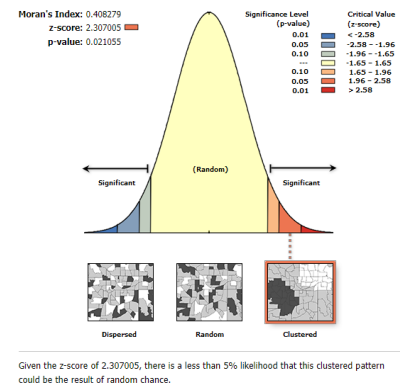 Moran's Index: 0.408279
z-score: 2.307005
p-value: 0.021055
Significance Level
(p-value)
Critical Value
(z-score)
0.01 < -2.58
0.05 -2.58 – -1.96
0.10 -1.96 – -1.65
--- -1.65 – 1.65
0.10 1.65 – 1.96
0.05 1.96 – 2.58
0.01 > 2.58
(Random)
Significant
Significant
Dispersed
Random
Clustered
Given the z-score of 2.307005, there is a less than 5% likelihood that this clustered pattern
could be the result of random chance.